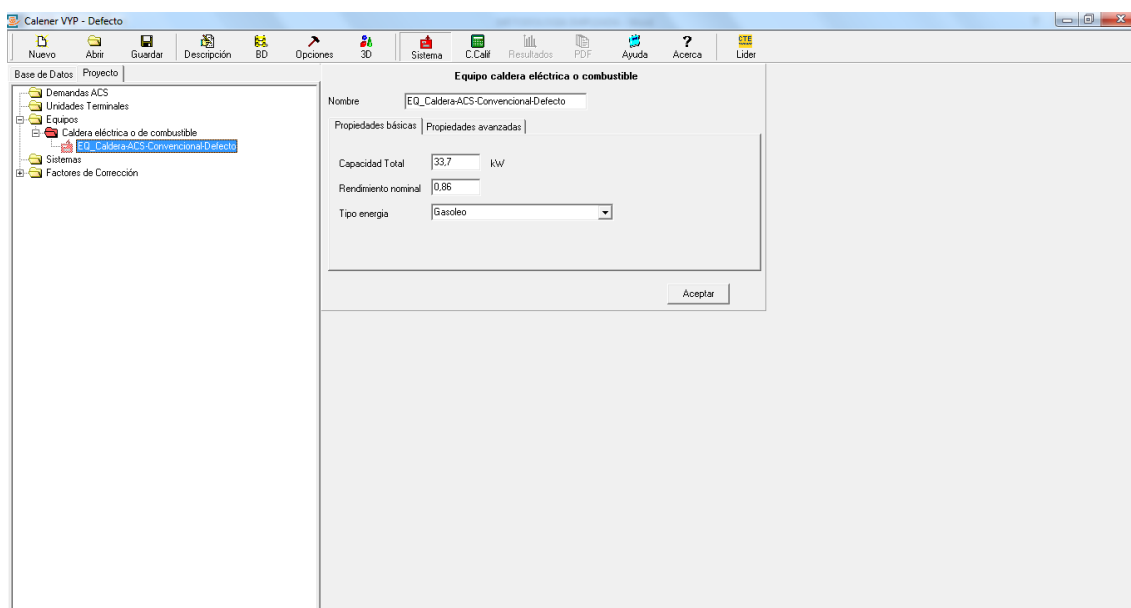 Calener VYP - Defecto
Nuevo Abrir Guardar Descripción BD Opciones 3D Sistema C.Calif Resultados PDF Ayuda Acerca CTE Lider
Base de Datos Proyecto
Demandas ACS
Unidades Terminales
Equipos
Caldera eléctrica o de combustible
EQ_Caldera-ACS-Convencional-Defecto
Sistemas
Factores de Corrección
Equipo caldera eléctrica o combustible
Nombre EQ_Caldera-ACS-Convencional-Defecto
Propiedades básicas Propiedades avanzadas
Capacidad Total 33,7 kW
Rendimiento nominal 0,86
Tipo energia Gasoleo
Aceptar